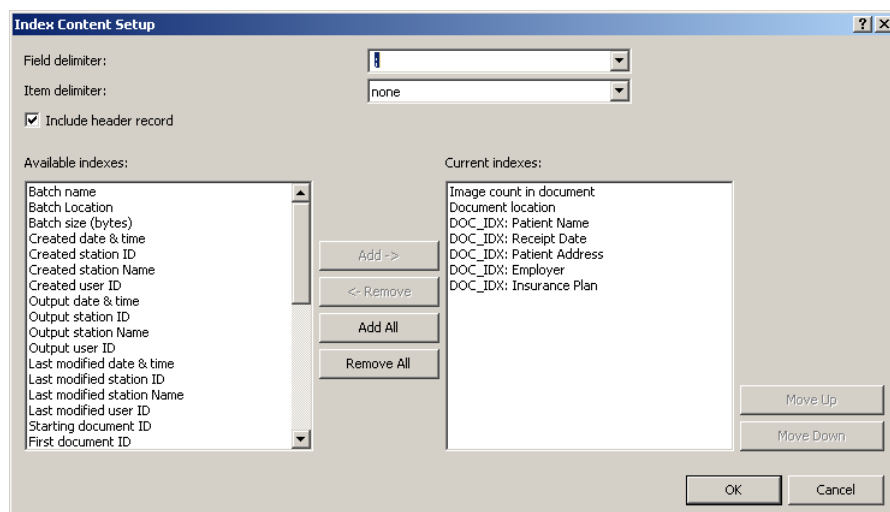 Index Content Setup
Field delimiter:
;
Item delimiter:
none
Include header record
Available indexes:
Batch name
Batch Location
Batch size (bytes)
Created date & time
Created station ID
Created station Name
Created user ID
Output date & time
Output station ID
Output station Name
Output user ID
Last modified date & time
Last modified station ID
Last modified station Name
Last modified user ID
Starting document ID
First document ID
Add ->
<- Remove
Add All
Remove All
Current indexes:
Image count in document
Document location
DOC_IDX: Patient Name
DOC_IDX: Receipt Date
DOC_IDX: Patient Address
DOC_IDX: Employer
DOC_IDX: Insurance Plan
Move Up
Move Down
OK
Cancel